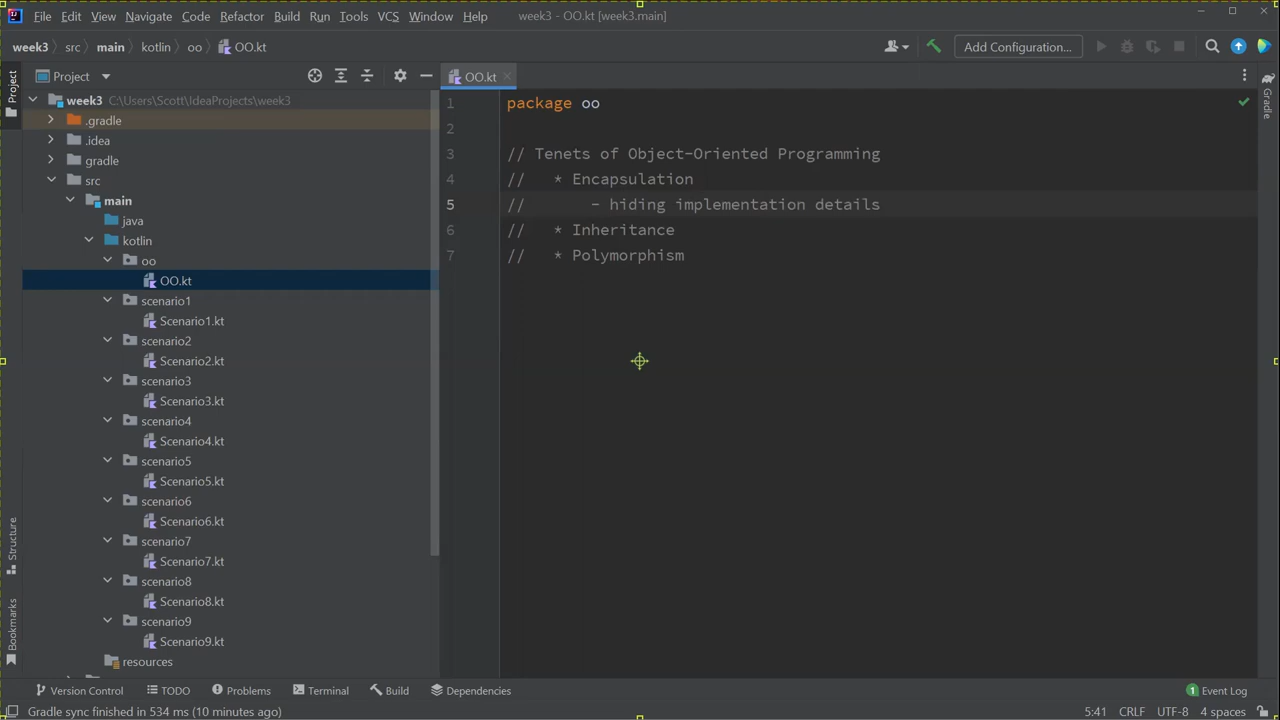 File Edit View Navigate Code Refactor Build Run Tools VCS Window Help week3 - OO.kt [week3.main]
week3 src main kotlin oo OO.kt Add Configuration...
Project OO.kt
Project
Gradle
week3 C:\Users\Scott\IdeaProjects\week3
.gradle
.idea
gradle
src
main
java
kotlin
oo
OO.kt
scenario1
Scenario1.kt
scenario2
Scenario2.kt
scenario3
Scenario3.kt
scenario4
Scenario4.kt
scenario5
Scenario5.kt
scenario6
Scenario6.kt
scenario7
Scenario7.kt
scenario8
Scenario8.kt
scenario9
Scenario9.kt
resources
Structure
Bookmarks
1 package oo
2
3 // Tenets of Object-Oriented Programming
4 // * Encapsulation
5 // - hiding implementation details
6 // * Inheritance
7 // * Polymorphism
Version Control TODO Problems Terminal Build Dependencies 1 Event Log
Gradle sync finished in 534 ms (10 minutes ago) 5:41 CRLF UTF-8 4 spaces